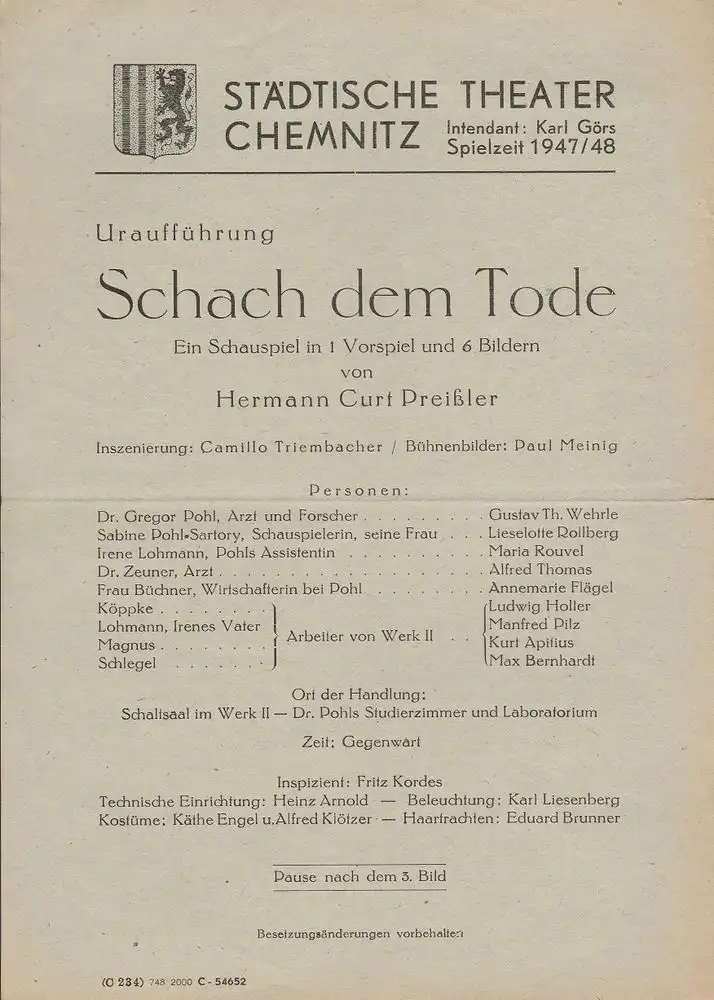 STÄDTISCHE THEATER
CHEMNITZ Intendant: Karl Görs
Spielzeit 1947/48
Uraufführung
Schach dem Tode
Ein Schauspiel in 1 Vorspiel und 6 Bildern
von
Hermann Curt Preißler
Inszenierung: Camillo Triembacher / Bühnenbilder: Paul Meinig
Personen:
Dr. Gregor Pohl, Arzt und Forscher . . . . . . . . . Gustav Th. Wehrle
Sabine Pohl-Sartory, Schauspielerin, seine Frau . . . Lieselotte Rollberg
Irene Lohmann, Pohls Assistentin . . . . . . . . . . Maria Rouvel
Dr. Zeuner, Arzt . . . . . . . . . . . . . . . . . . . Alfred Thomas
Frau Büchner, Wirtschafterin bei Pohl . . . . . . . . Annemarie Flägel
Köppke . . . . . . . . Ludwig Holler
Lohmann, Irenes Vater Manfred Pilz
Arbeiter von Werk II . .
Magnus . . . . . . . . Kurt Apitius
Schlegel . . . . . . Max Bernhardt
Ort der Handlung:
Schaltsaal im Werk II — Dr. Pohls Studierzimmer und Laboratorium
Zeit: Gegenwart
Inspizient: Fritz Kordes
Technische Einrichtung: Heinz Arnold — Beleuchtung: Karl Liesenberg
Kostüme: Käthe Engel u. Alfred Klötzer — Haartrachten: Eduard Brunner
Pause nach dem 3. Bild
Besetzungsänderungen vorbehalten
(C 234) 748 2000 C - 54652